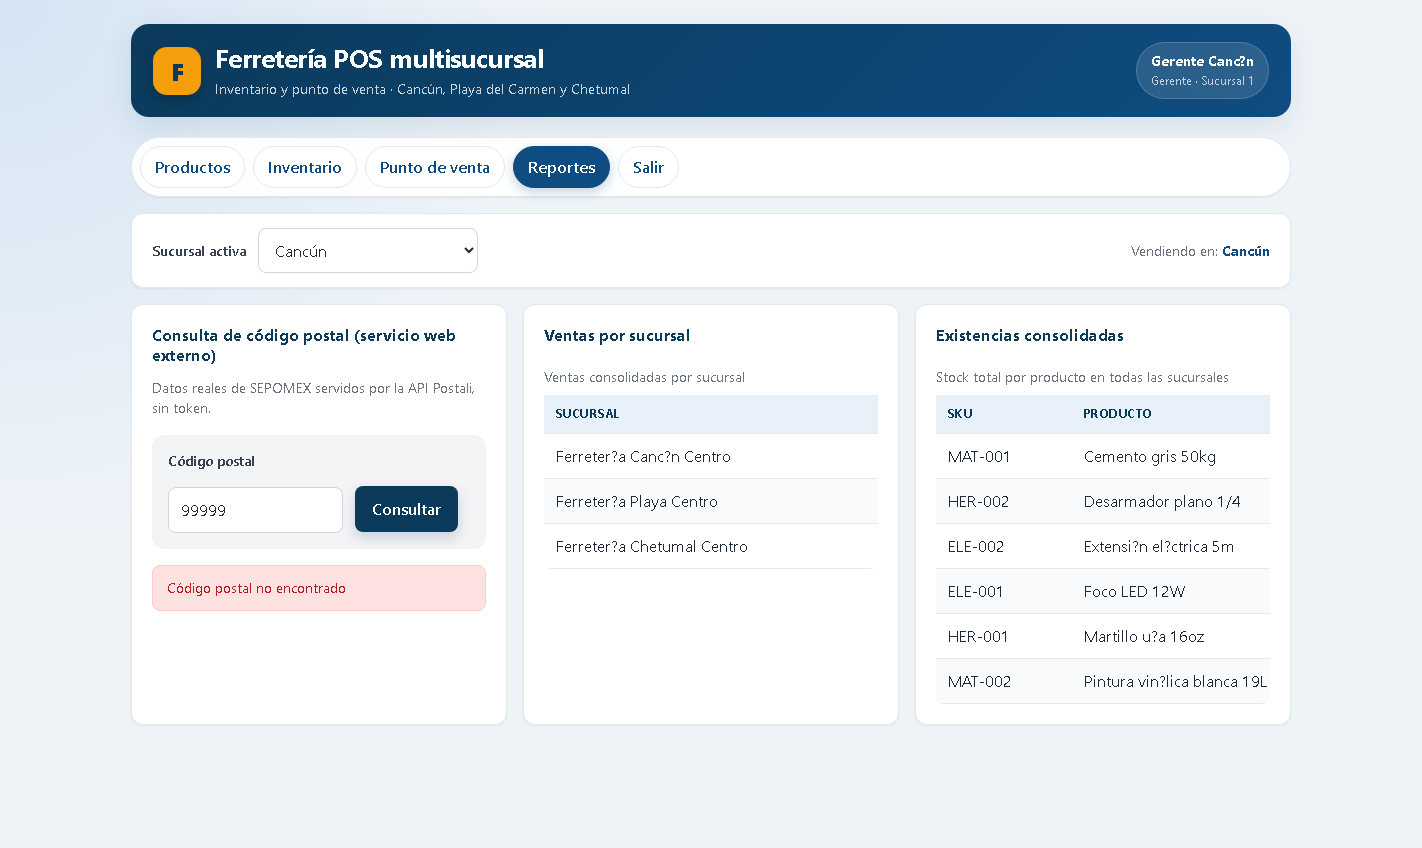 F
Ferretería POS multisucursal
Inventario y punto de venta · Cancún, Playa del Carmen y Chetumal
Gerente Canc?n
Gerente · Sucursal 1
Productos
Inventario
Punto de venta
Reportes
Salir
Sucursal activa
Cancún
Vendiendo en: Cancún
Consulta de código postal (servicio web
externo)
Datos reales de SEPOMEX servidos por la API Postali,
sin token.
Código postal
99999
Consultar
Código postal no encontrado
Ventas por sucursal
Ventas consolidadas por sucursal
SUCURSAL
Ferreter?a Canc?n Centro
Ferreter?a Playa Centro
Ferreter?a Chetumal Centro
Existencias consolidadas
Stock total por producto en todas las sucursales
SKU PRODUCTO
MAT-001 Cemento gris 50kg
HER-002 Desarmador plano 1/4
ELE-002 Extensi?n el?ctrica 5m
ELE-001 Foco LED 12W
HER-001 Martillo u?a 16oz
MAT-002 Pintura vin?lica blanca 19L